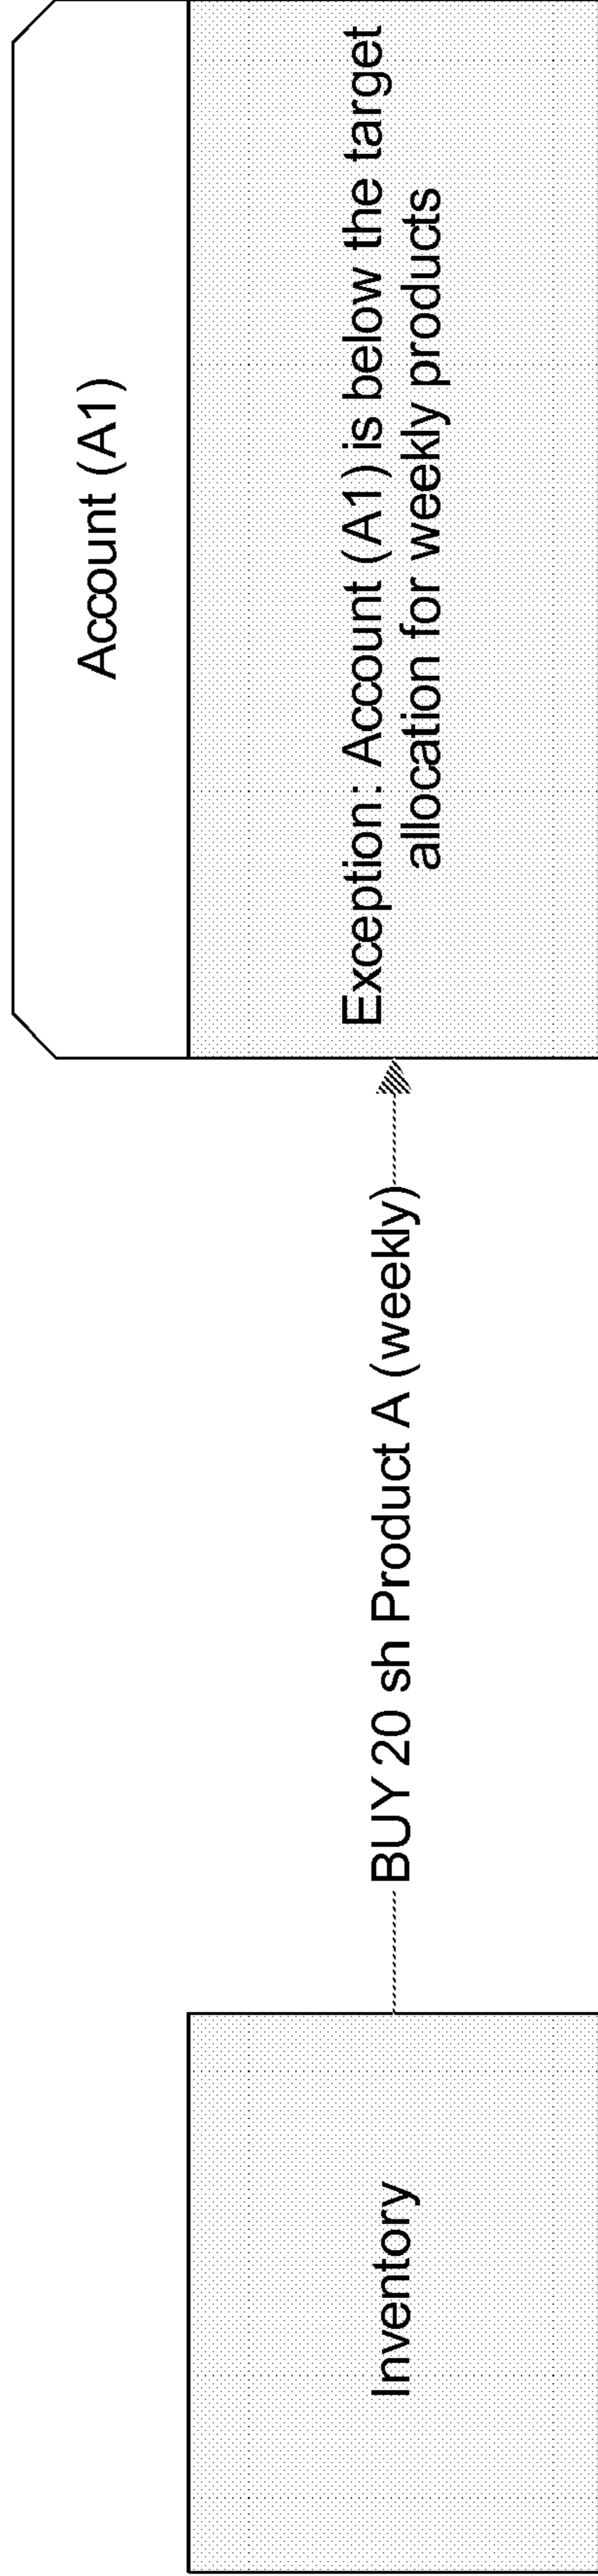 Account (A1)
Inventory
BUY 20 sh Product A (weekly)
Exception: Account (A1) is below the target
allocation for weekly products